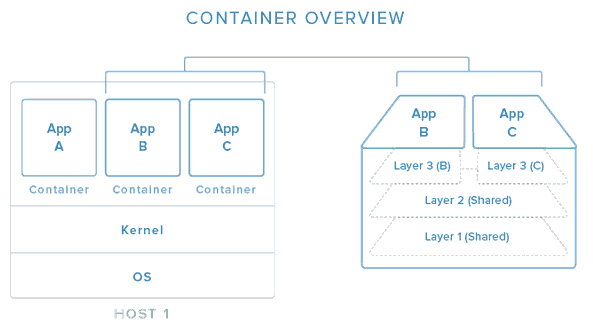 CONTAINER OVERVIEW
App
A
App
B
App
C
Container
Container
Container
Kernel
OS
HOST 1
App
B
App
C
Layer 3 (B)
Layer 3 (C)
Layer 2 (Shared)
Layer 1 (Shared)